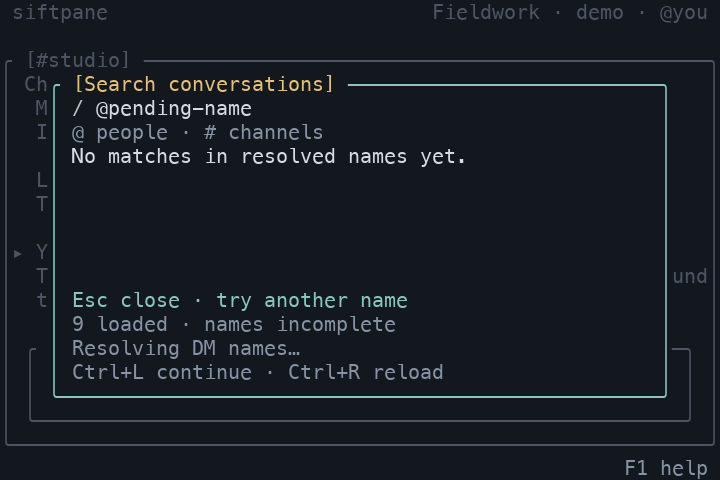 siftpane Fieldwork · demo · @you
[#studio]
Ch
[Search conversations]
M / @pending-name
I @ people · # channels
No matches in resolved names yet.
L
T
▸ Y
T und
t Esc close · try another name
9 loaded · names incomplete
Resolving DM names…
Ctrl+L continue · Ctrl+R reload
F1 help